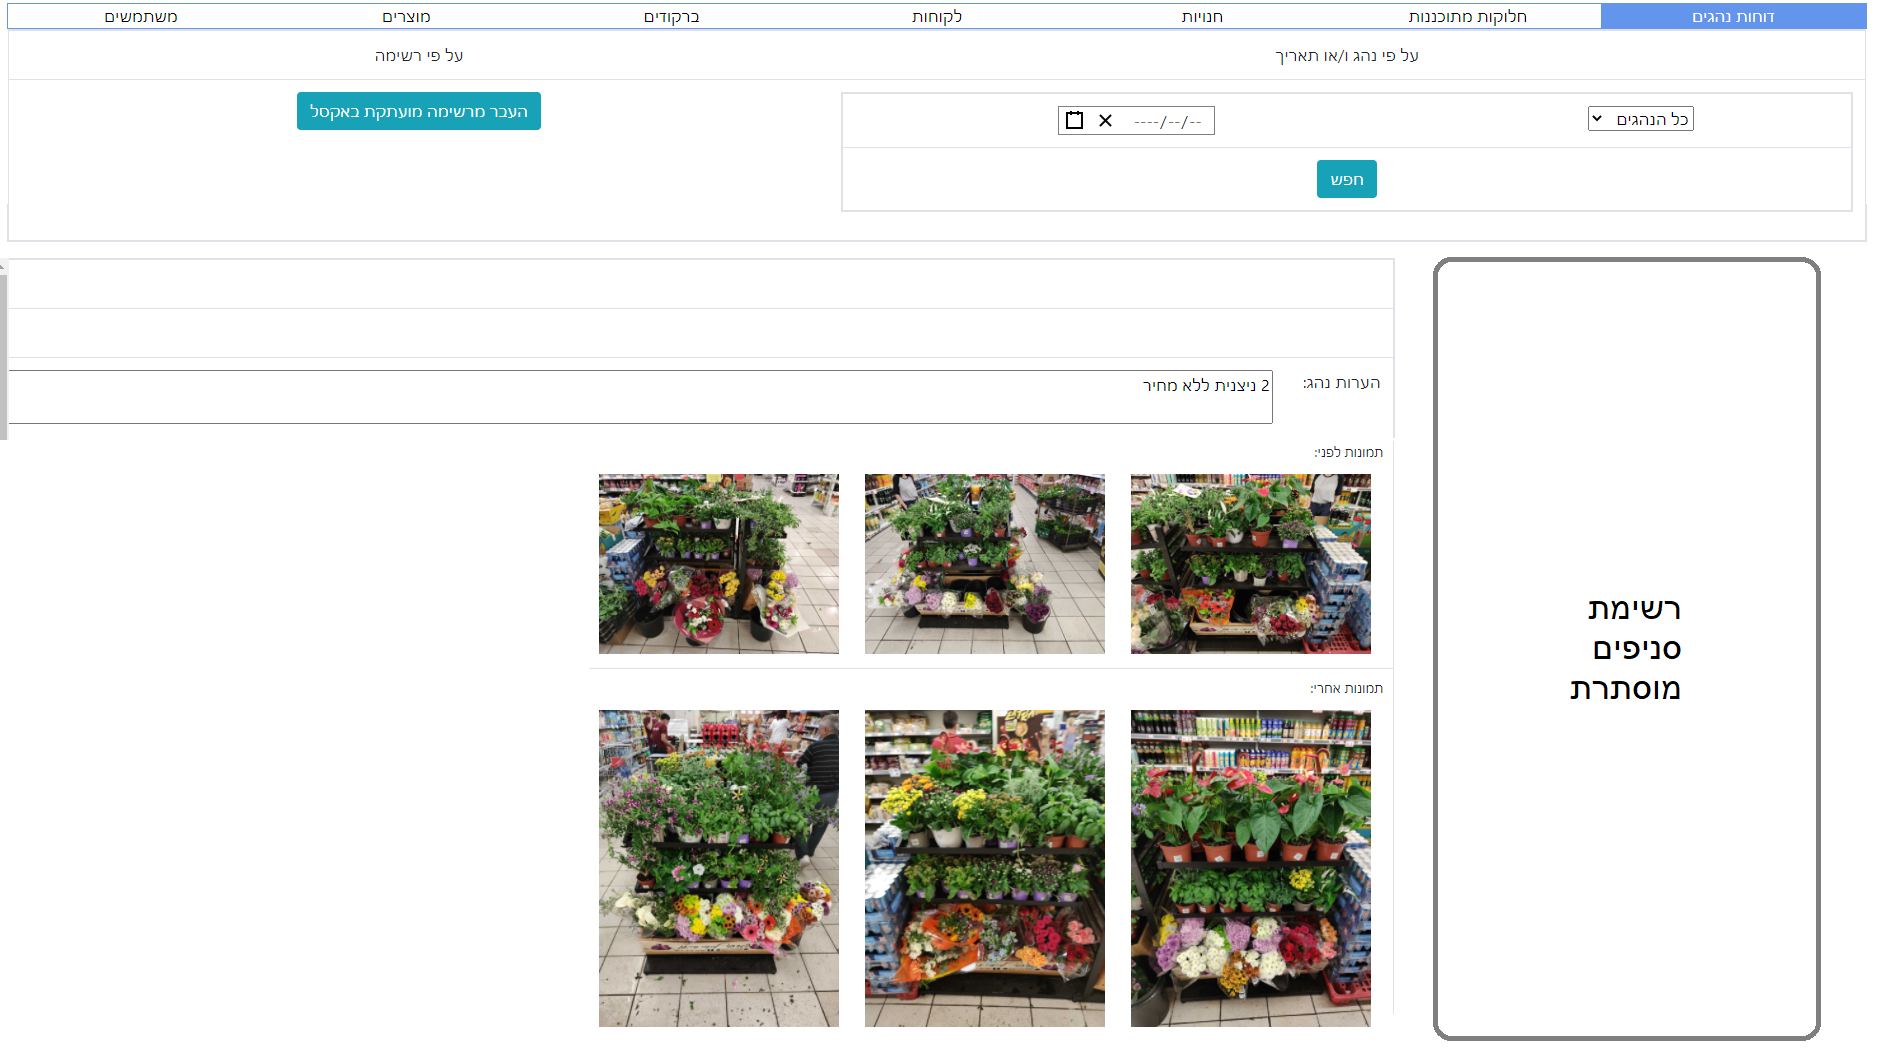 דוחות נהגים
חלוקות מתוכננות
חנויות
לקוחות
ברקודים
מוצרים
משתמשים
על פי נהג ו/או תאריך
על פי רשימה
כל הנהגים
--/--/----
העבר מרשימה מועתקת באקסל
חפש
הערות נהג:
2 ניצנית ללא מחיר
תמונות לפני:
תמונות אחרי:
רשימת
סניפים
מוסתרת